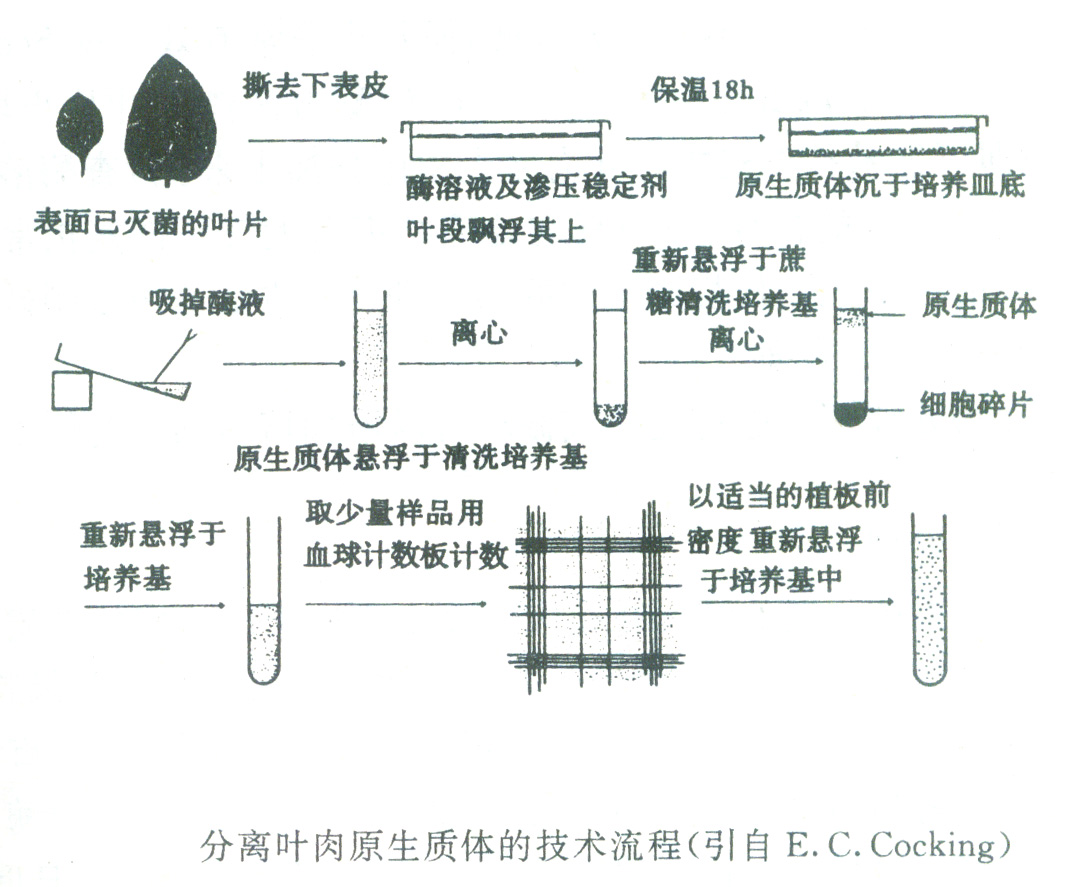 撕去下表皮
保温18h
酶溶液及渗压稳定剂
叶段飘浮其上
原生质体沉于培养皿底
表面已灭菌的叶片
吸掉酶液
离心
重新悬浮于蔗
糖清洗培养基
离心
原生质体
细胞碎片
原生质体悬浮于清洗培养基
重新悬浮于
培养基
取少量样品用
血球计数板计数
以适当的植板前
密度重新悬浮
于培养基中
分离叶肉原生质体的技术流程(引自 E.C.Cocking)